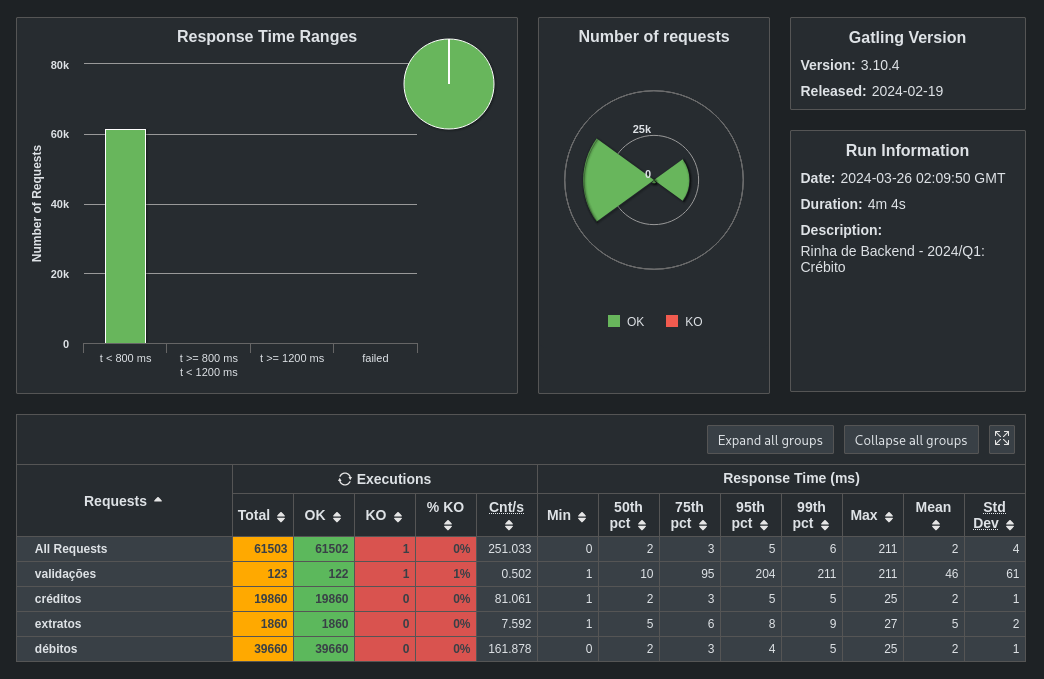 Response Time Ranges
80k
60k
40k
20k
0
Number of Requests
t < 800 ms
t >= 800 ms
t < 1200 ms
t >= 1200 ms
failed
Number of requests
25k
0
OK
KO
Gatling Version
Version: 3.10.4
Released: 2024-02-19
Run Information
Date: 2024-03-26 02:09:50 GMT
Duration: 4m 4s
Description:
Rinha de Backend - 2024/Q1:
Crébito
Expand all groups Collapse all groups
Requests Executions Response Time (ms)
Total OK KO % KO Cnt/s Min 50th pct 75th pct 95th pct 99th pct Max Mean Std Dev
All Requests 61503 61502 1 0% 251.033 0 2 3 5 6 211 2 4
validações 123 122 1 1% 0.502 1 10 95 204 211 211 46 61
créditos 19860 19860 0 0% 81.061 1 2 3 5 5 25 2 1
extratos 1860 1860 0 0% 7.592 1 5 6 8 9 27 5 2
débitos 39660 39660 0 0% 161.878 0 2 3 4 5 25 2 1